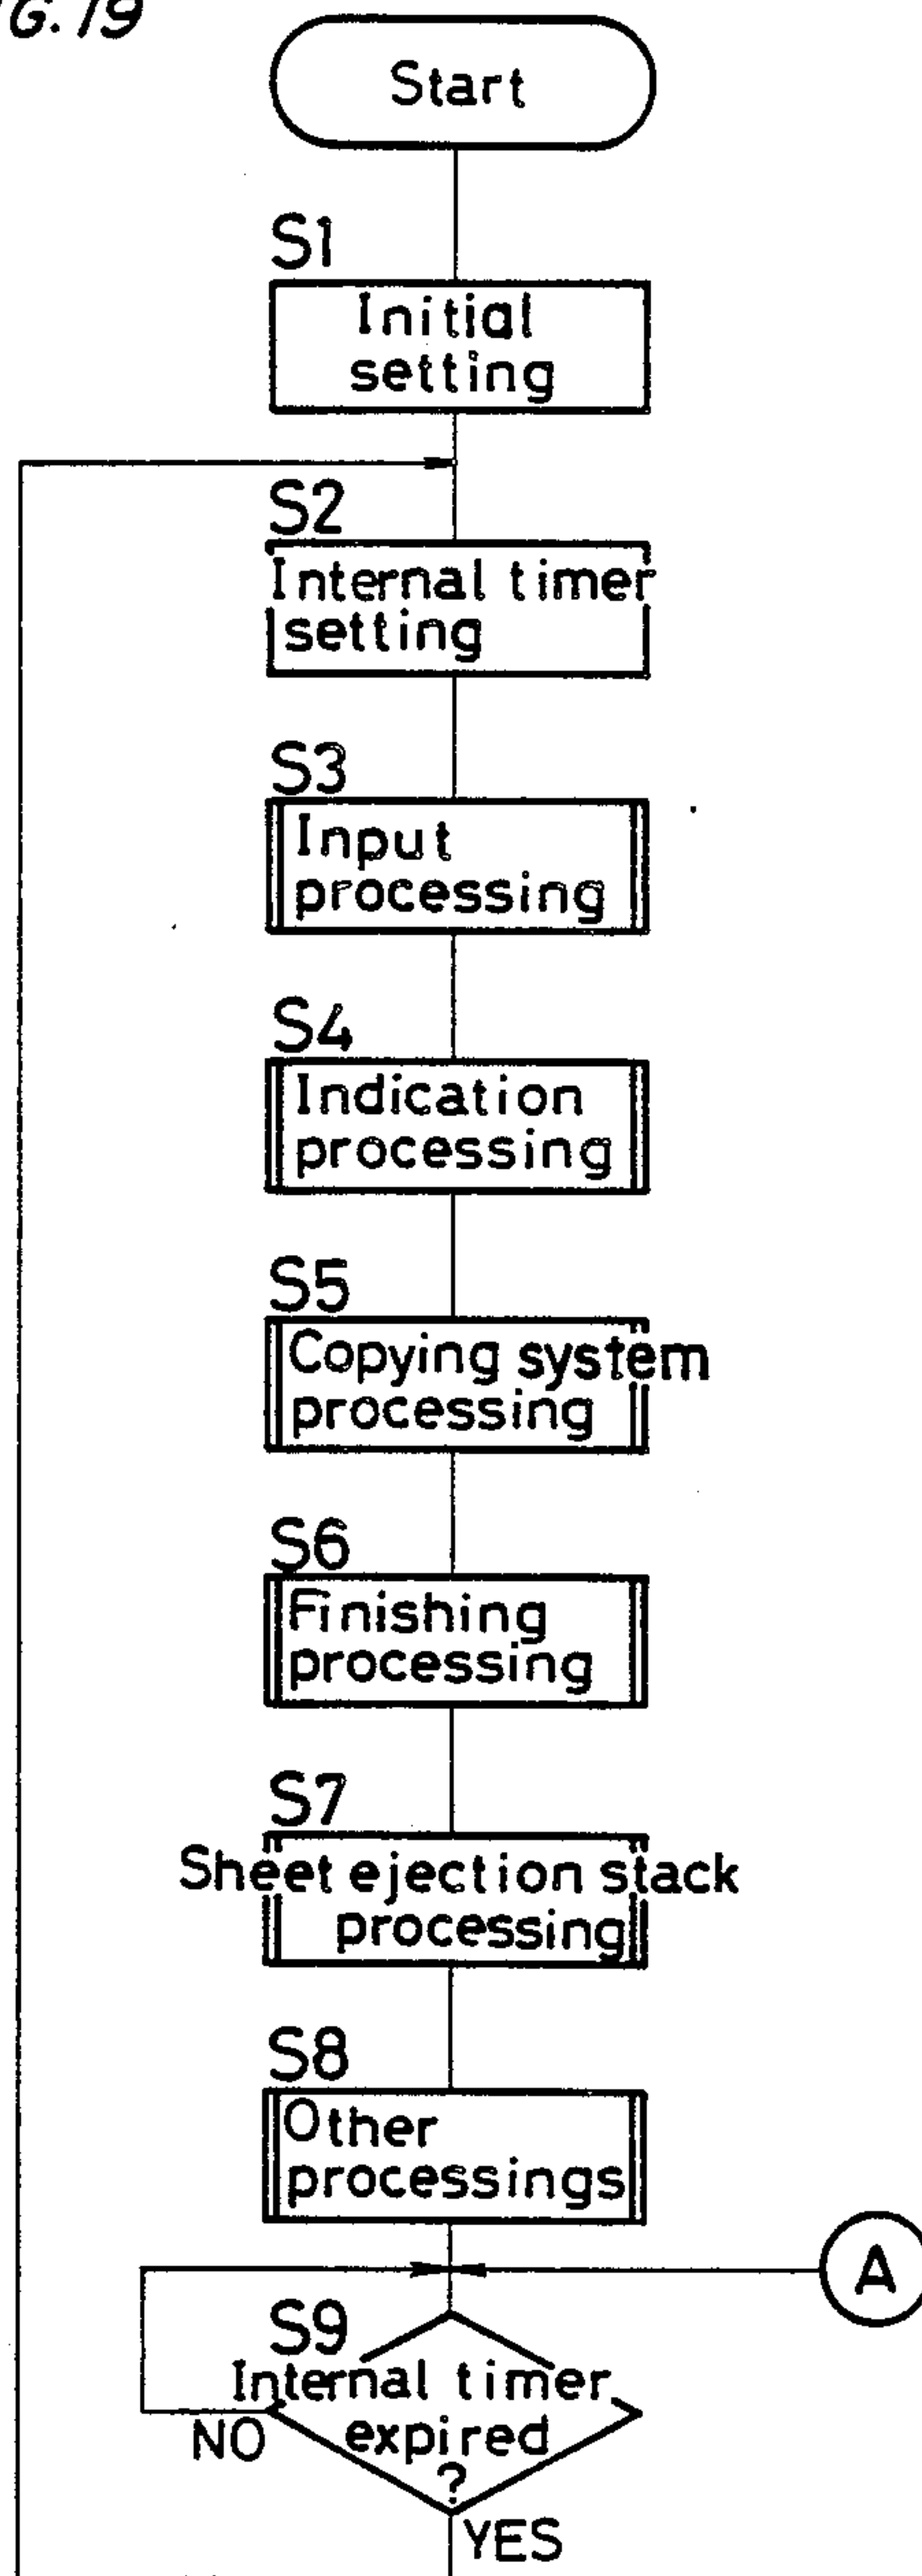 G. 19
Start
S1
Initial
setting
S2
Internal timer
setting
S3
Input
processing
S4
Indication
processing
S5
Copying system
processing
S6
Finishing
processing
S7
Sheet ejection stack
processing
S8
Other
processings
A
S9
Internal timer
expired
?
NO
YES